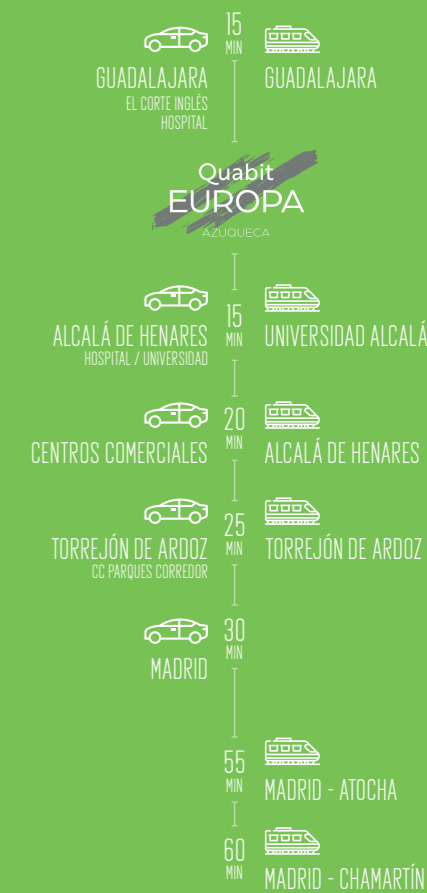 15
MIN
GUADALAJARA
EL CORTE INGLÉS
HOSPITAL
GUADALAJARA
Quabit
EUROPA
AZUQUECA
15
MIN
ALCALÁ DE HENARES
HOSPITAL / UNIVERSIDAD
UNIVERSIDAD ALCALÁ
20
MIN
CENTROS COMERCIALES
ALCALÁ DE HENARES
25
MIN
TORREJÓN DE ARDOZ
CC PARQUES CORREDOR
TORREJÓN DE ARDOZ
30
MIN
MADRID
55
MIN
MADRID - ATOCHA
60
MIN
MADRID - CHAMARTÍN